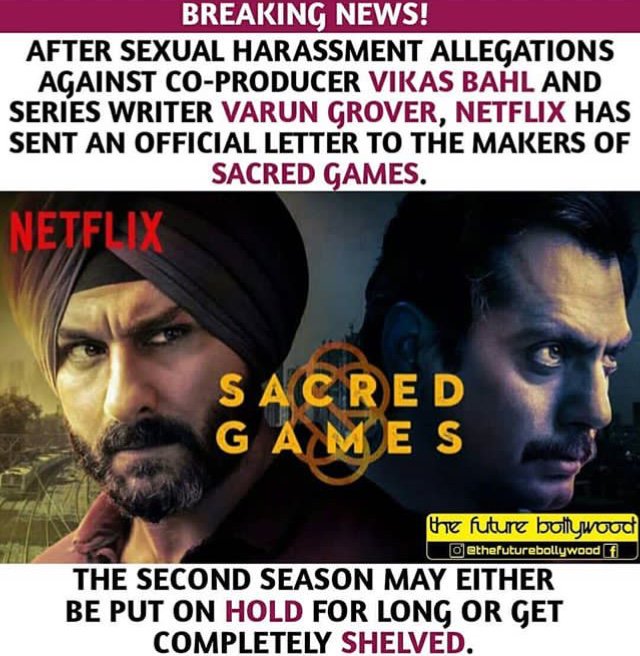 BREAKING NEWS!
AFTER SEXUAL HARASSMENT ALLEGATIONS
AGAINST CO-PRODUCER VIKAS BAHL AND
SERIES WRITER VARUN GROVER, NETFLIX HAS
SENT AN OFFICIAL LETTER TO THE MAKERS OF
SACRED GAMES.
NETFLIX
SACRED
GAMES
the future bollywood
@thefuturebollywood
THE SECOND SEASON MAY EITHER
BE PUT ON HOLD FOR LONG OR GET
COMPLETELY SHELVED.